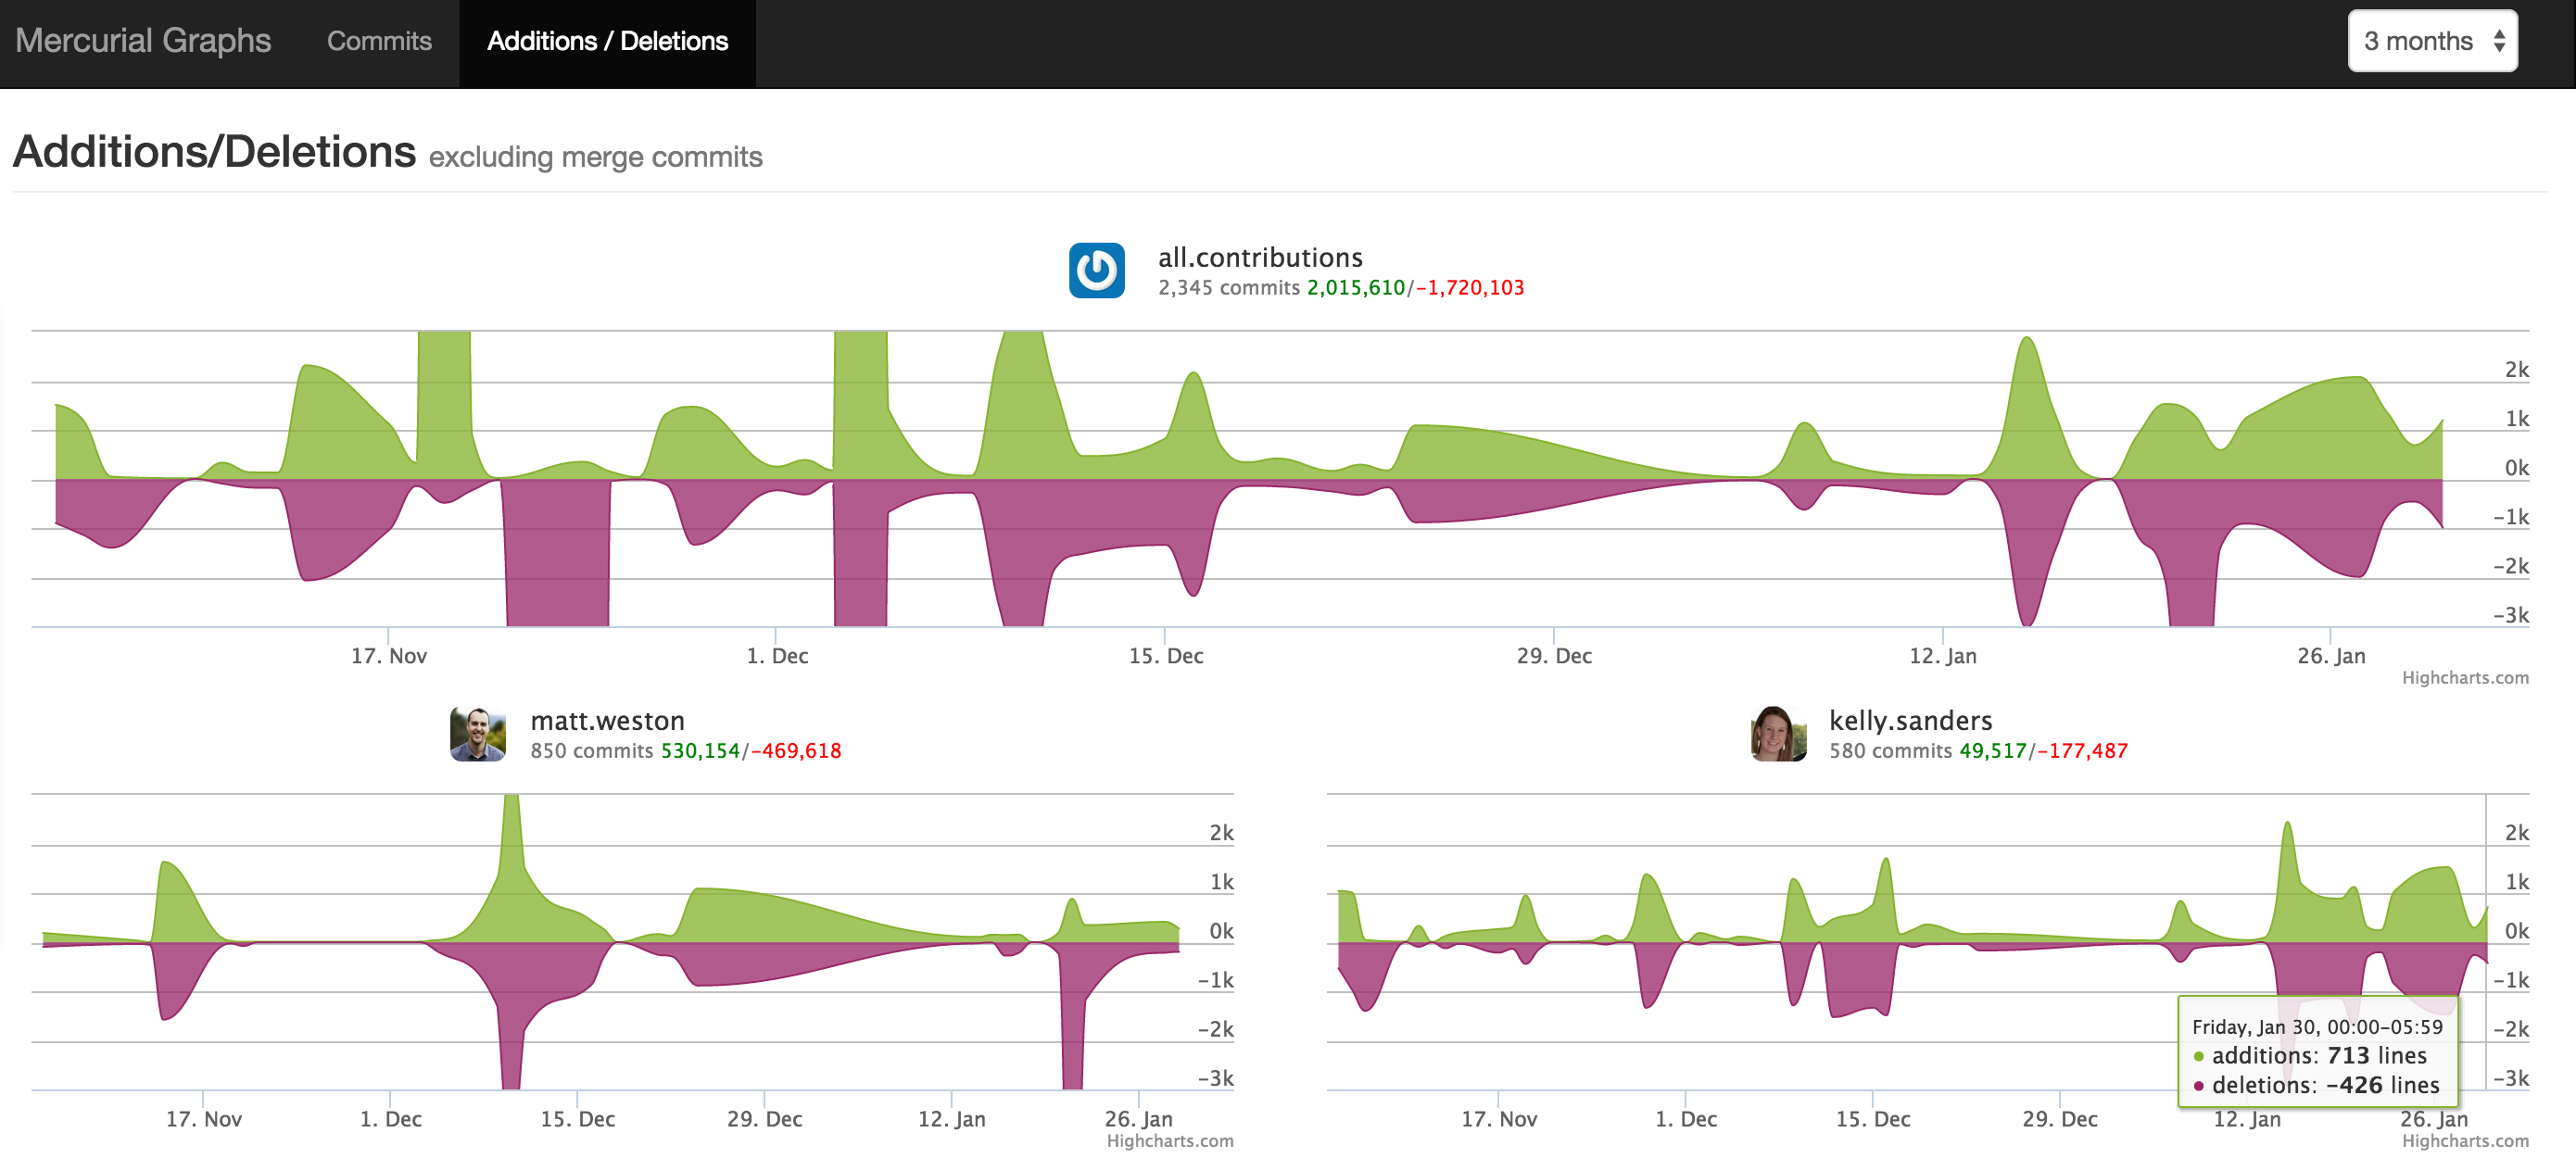 Mercurial Graphs Commits Additions / Deletions 3 months
Additions/Deletions excluding merge commits
all.contributions
2,345 commits 2,015,610/−1,720,103
2k
1k
0k
−1k
−2k
−3k
17. Nov 1. Dec 15. Dec 29. Dec 12. Jan 26. Jan
Highcharts.com
matt.weston
850 commits 530,154/−469,618
2k
1k
0k
−1k
−2k
−3k
17. Nov 1. Dec 15. Dec 29. Dec 12. Jan 26. Jan
Highcharts.com
kelly.sanders
580 commits 49,517/−177,487
2k
1k
0k
−1k
−2k
−3k
Friday, Jan 30, 00:00−05:59
● additions: 713 lines
● deletions: −426 lines
17. Nov 1. Dec 15. Dec 29. Dec 12. Jan 26. Jan
Highcharts.com